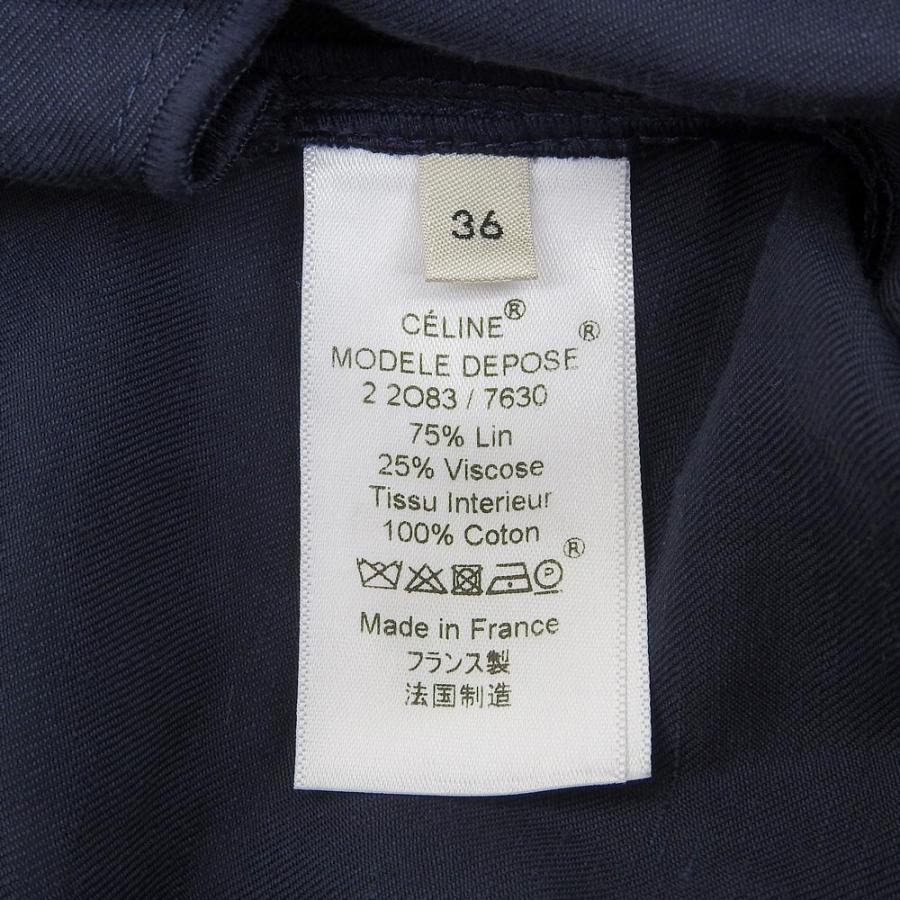 36
CÉLINE®
MODELE DEPOSE®
2 2O83 / 7630
75% Lin
25% Viscose
Tissu Interieur
100% Coton
P ®
Made in France
フランス製
法国制造